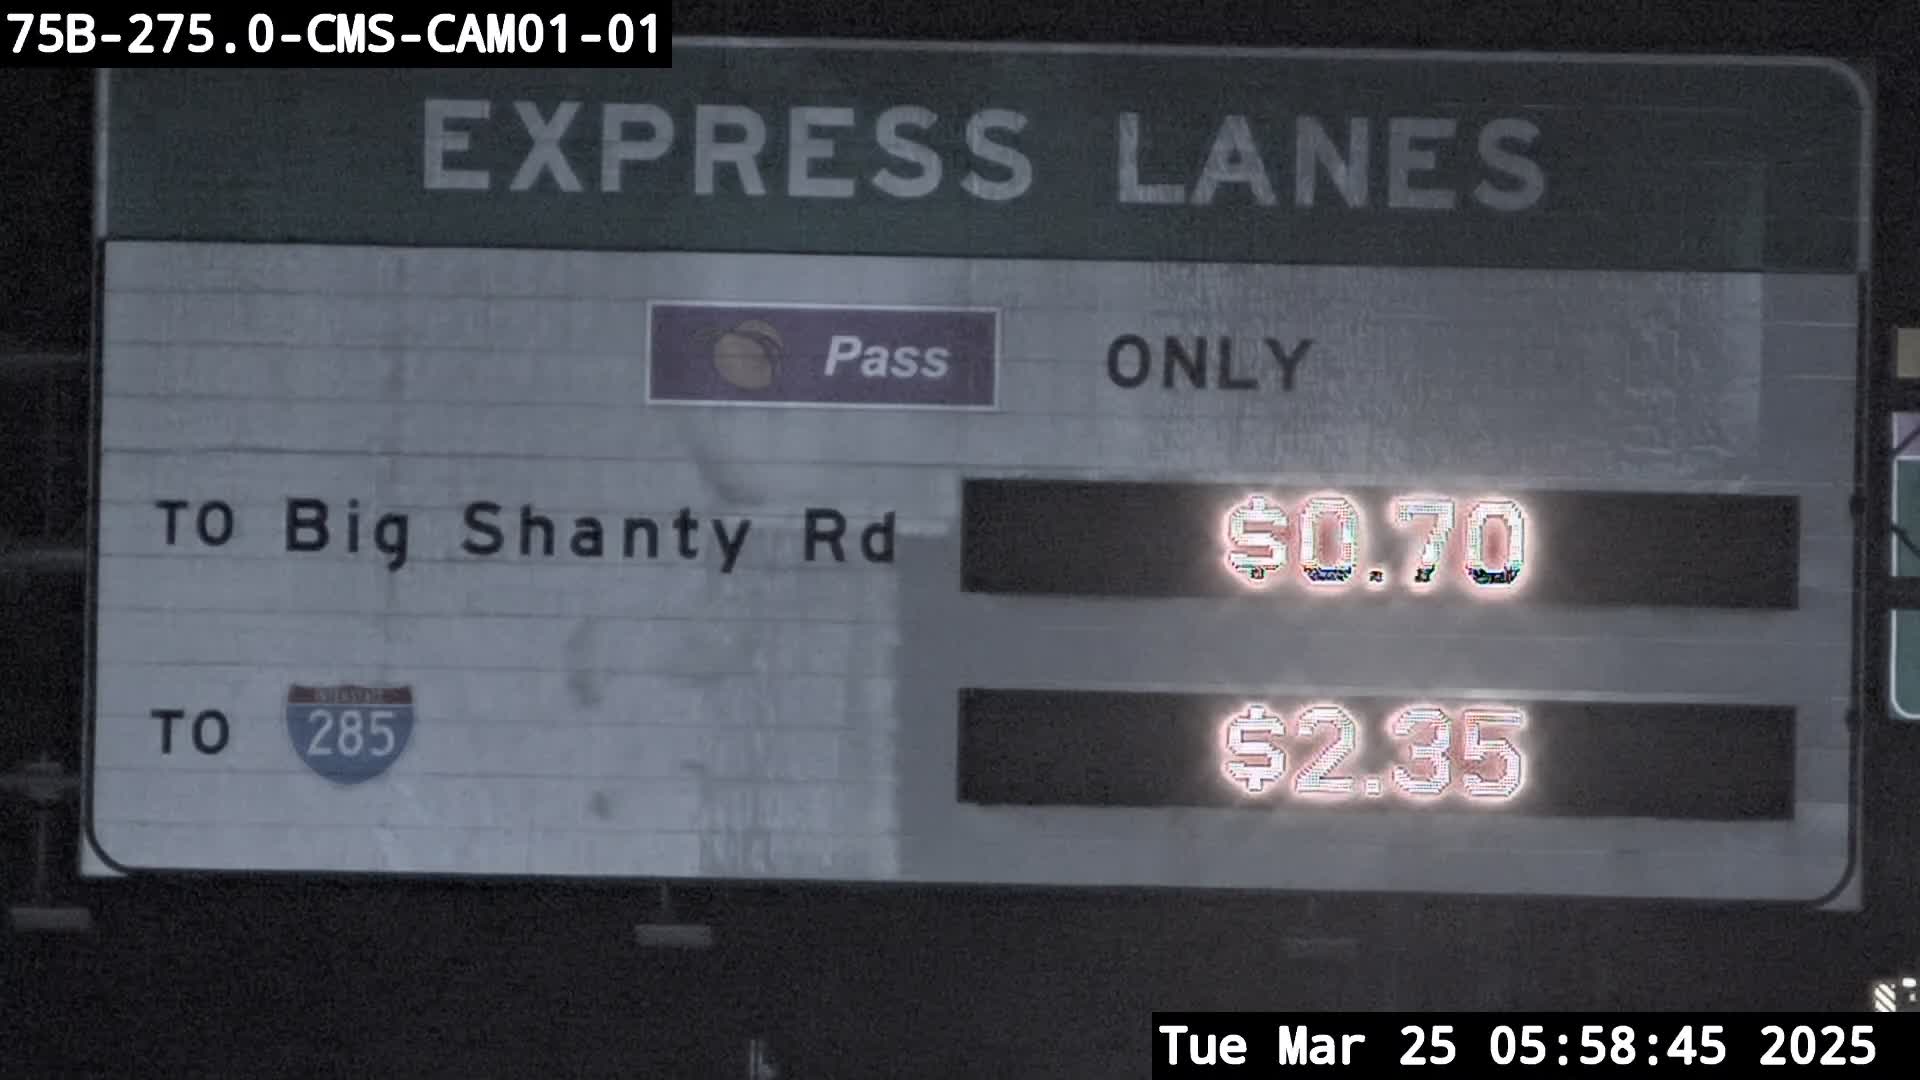 75B-275.0-CMS-CAM01-01
EXPRESS LANES
Pass ONLY
TO Big Shanty Rd $0.70
INTERSTATE
TO 285 $2.35
Tue Mar 25 05:58:45 2025